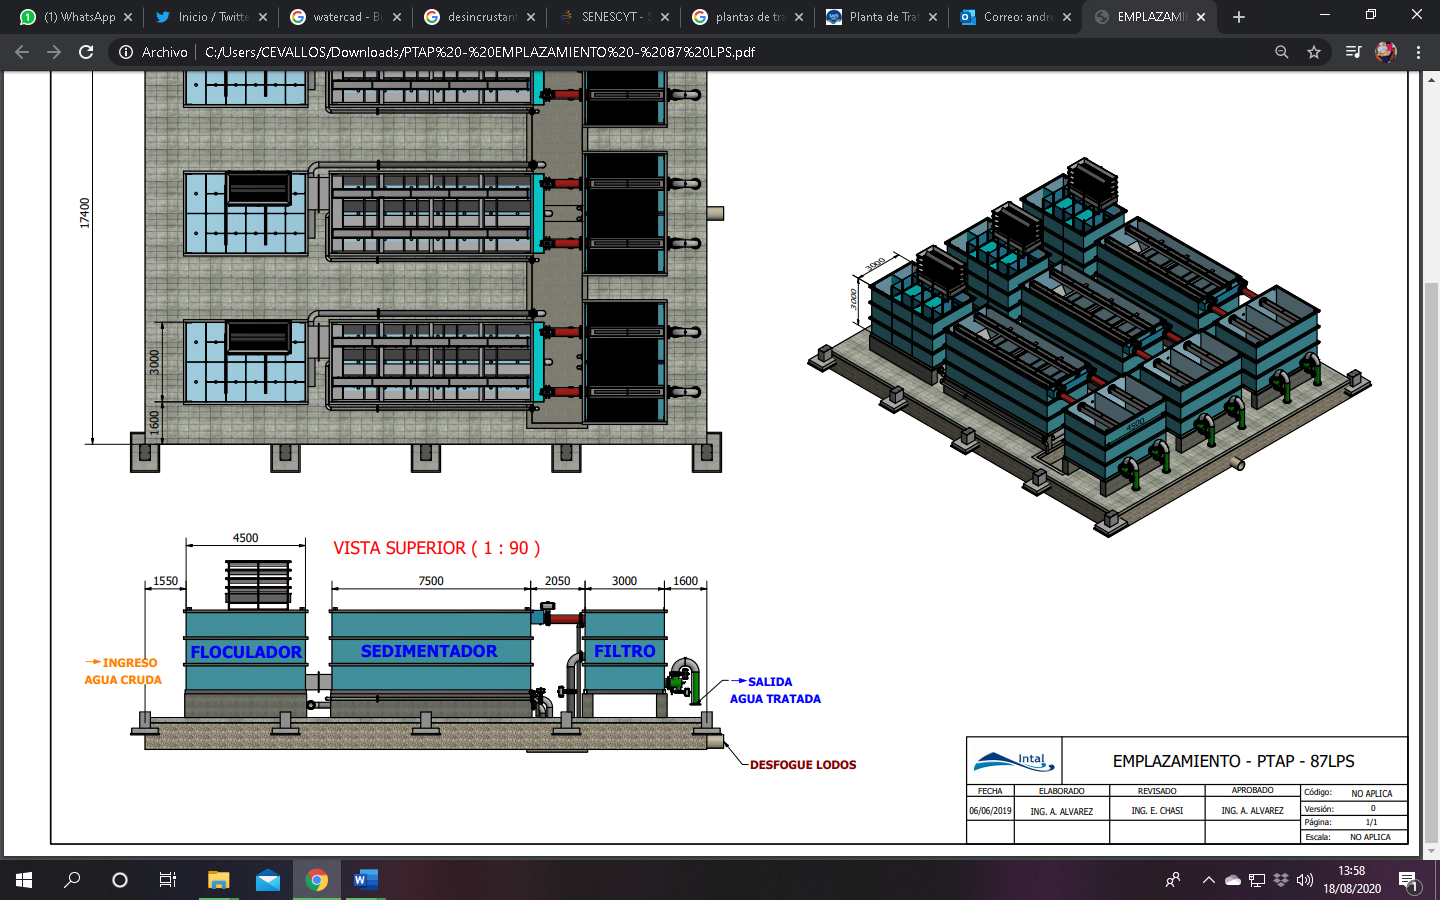 (1) WhatsApp
Inicio / Twitte
watercad - Bu
desincrustant
SENESCYT - S
plantas de tra
Planta de Trat
Correo: andre
EMPLAZAMI
Archivo
C:/Users/CEVALLOS/Downloads/PTAP%20-%20EMPLAZAMIENTO%20-%2087%20LPS.pdf
17400
3000
1600
3000
3000
4500
4500
VISTA SUPERIOR ( 1 : 90 )
1550
7500
2050
3000
1600
FLOCULADOR
SEDIMENTADOR
FILTRO
INGRESO
AGUA CRUDA
SALIDA
AGUA TRATADA
DESFOGUE LODOS
Intal
EMPLAZAMIENTO - PTAP - 87LPS
FECHA
ELABORADO
REVISADO
APROBADO
Código:
NO APLICA
06/06/2019
ING. A. ALVAREZ
ING. E. CHASI
ING. A. ALVAREZ
Versión:
0
Página:
1/1
Escala:
NO APLICA
13:58
18/08/2020
1